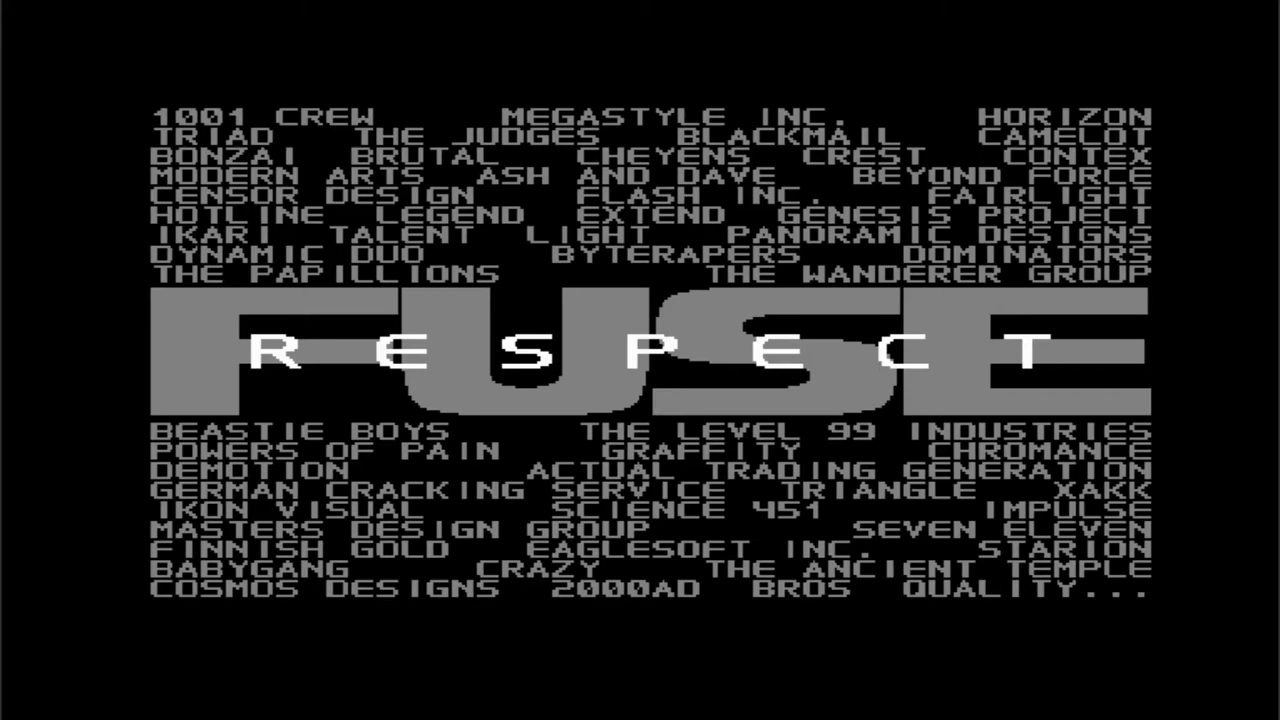 1001 CREW MEGASTYLE INC. HORIZON
TRIAD THE JUDGES BLACKMAIL CAMELOT
BONZAI BRUTAL CHEYENS CREST CONTEX
MODERN ARTS ASH AND DAVE BEYOND FORCE
CENSOR DESIGN FLASH INC. FAIRLIGHT
HOTLINE LEGEND EXTEND GENESIS PROJECT
IKARI TALENT LIGHT PANORAMIC DESIGNS
DYNAMIC DUO BYTERAPERS DOMINATORS
THE PAPILLIONS THE WANDERER GROUP
FUSE
RESPECT
BEASTIE BOYS THE LEVEL 99 INDUSTRIES
POWERS OF PAIN GRAFFITY CHROMANCE
DEMOTION ACTUAL TRADING GENERATION
GERMAN CRACKING SERVICE TRIANGLE XAKK
IKON VISUAL SCIENCE 451 IMPULSE
MASTERS DESIGN GROUP SEVEN ELEVEN
FINNISH GOLD EAGLESOFT INC. STARION
BABYGANG CRAZY THE ANCIENT TEMPLE
COSMOS DESIGNS 2000AD BROS QUALITY...